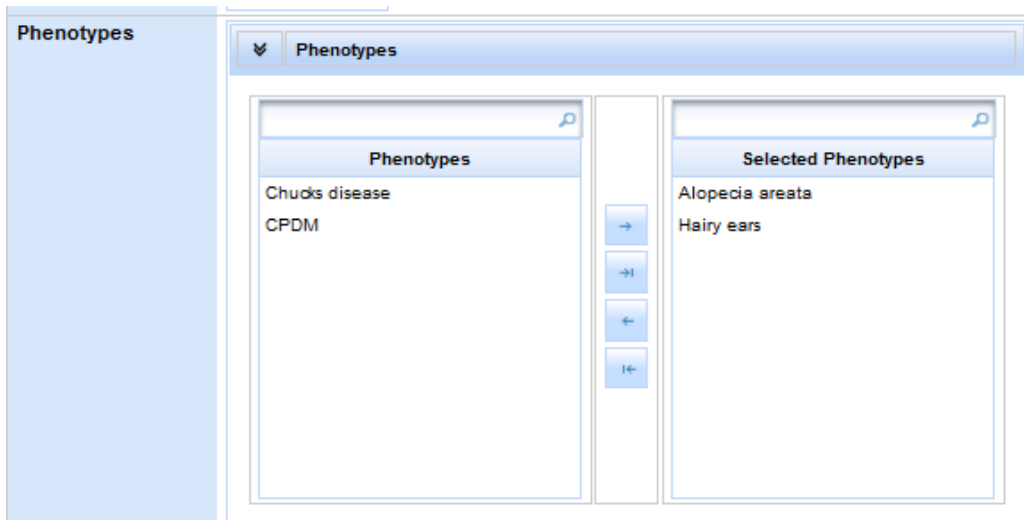 Phenotypes
Phenotypes
Phenotypes
Chucks disease
CPDM
Selected Phenotypes
Alopecia areata
Hairy ears